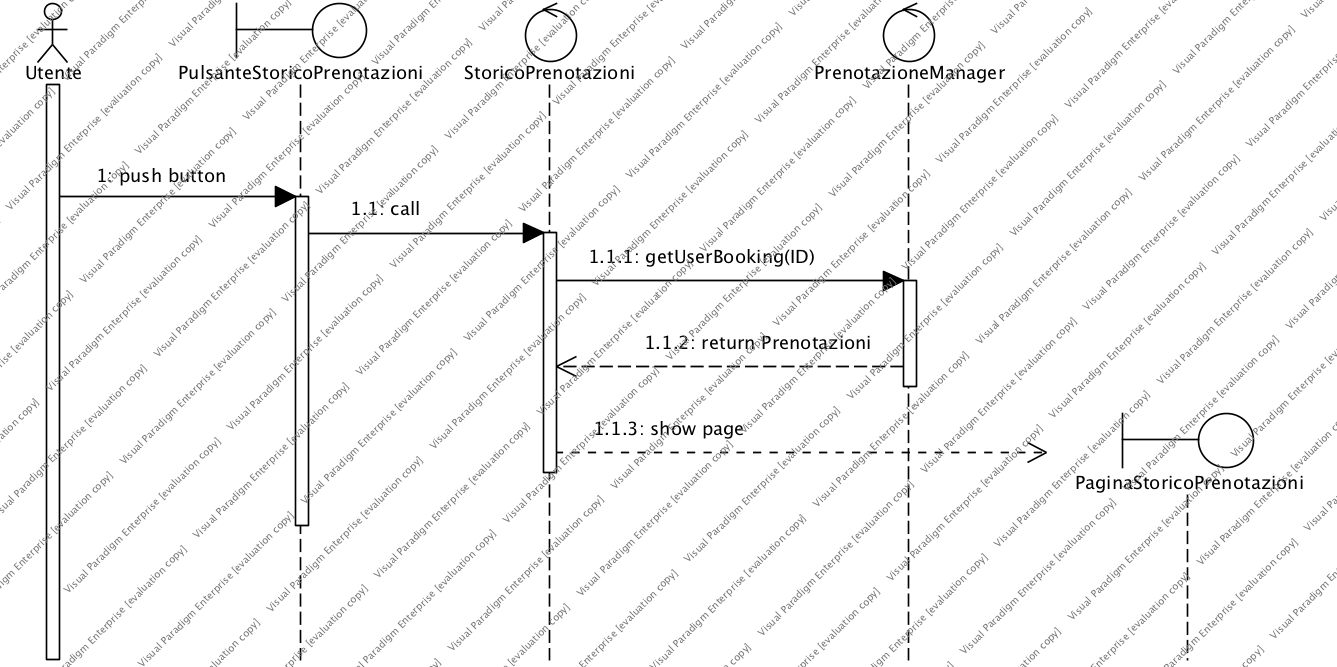 Utente
PulsanteStoricoPrenotazioni
StoricoPrenotazioni
PrenotazioneManager
1: push button
1.1: call
1.1.1: getUserBooking(ID)
1.1.2: return Prenotazioni
1.1.3: show page
PaginaStoricoPrenotazioni
Visual Paradigm Enterprise [evaluation copy]